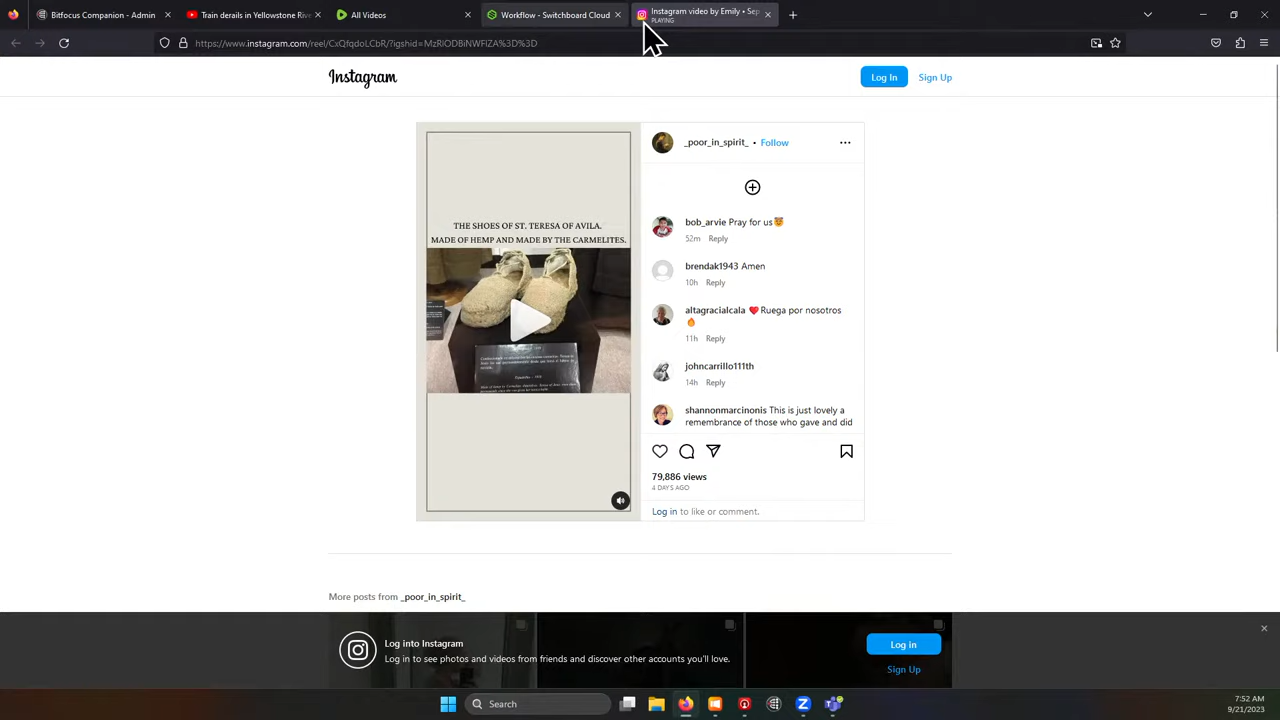 Bitfocus Companion - Admin
Train derails in Yellowstone Rive
All Videos
Workflow - Switchboard Cloud
Instagram video by Emily • Sep
PLAYING
https://www.instagram.com/reel/CxQfqdoLCbR/?igshid=MzRlODBiNWFlZA%3D%3D
Instagram
Log In
Sign Up
_poor_in_spirit_ • Follow
THE SHOES OF ST. TERESA OF AVILA.
MADE OF HEMP AND MADE BY THE CARMELITES.
bob_arvie Pray for us
52m Reply
brendak1943 Amen
10h Reply
altagracialcala ❤️Ruega por nosotros
🔥
11h Reply
johncarrillo111th
14h Reply
shannonmarcinonis This is just lovely a
remembrance of those who gave and did
79,886 views
4 DAYS AGO
Log in to like or comment.
More posts from _poor_in_spirit_
Log into Instagram
Log in to see photos and videos from friends and discover other accounts you'll love.
Log in
Sign Up
Search
7:52 AM
9/21/2023